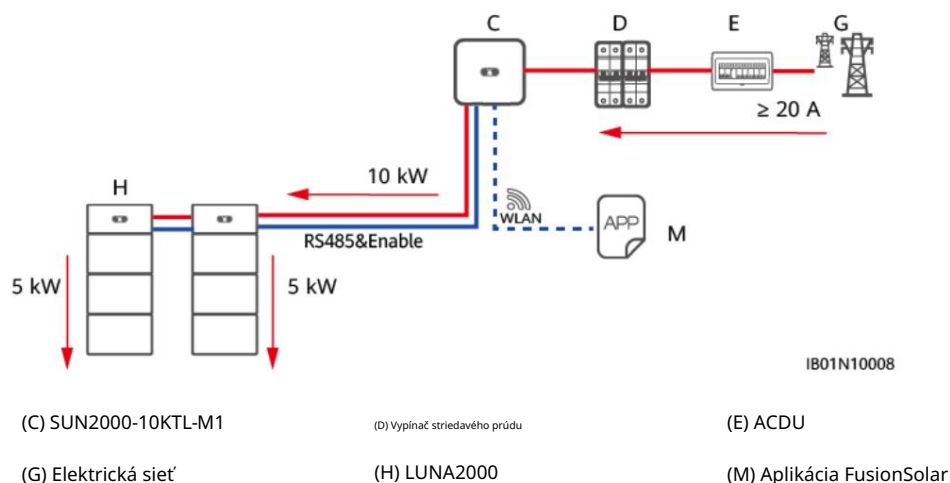 C
D
E
G
≥ 20 A
H
10 kW
WLAN
APP
M
RS485&Enable
5 kW
5 kW
IB01N10008
(C) SUN2000-10KTL-M1
(D) Vypínač striedavého prúdu
(E) ACDU
(G) Elektrická sieť
(H) LUNA2000
(M) Aplikácia FusionSolar